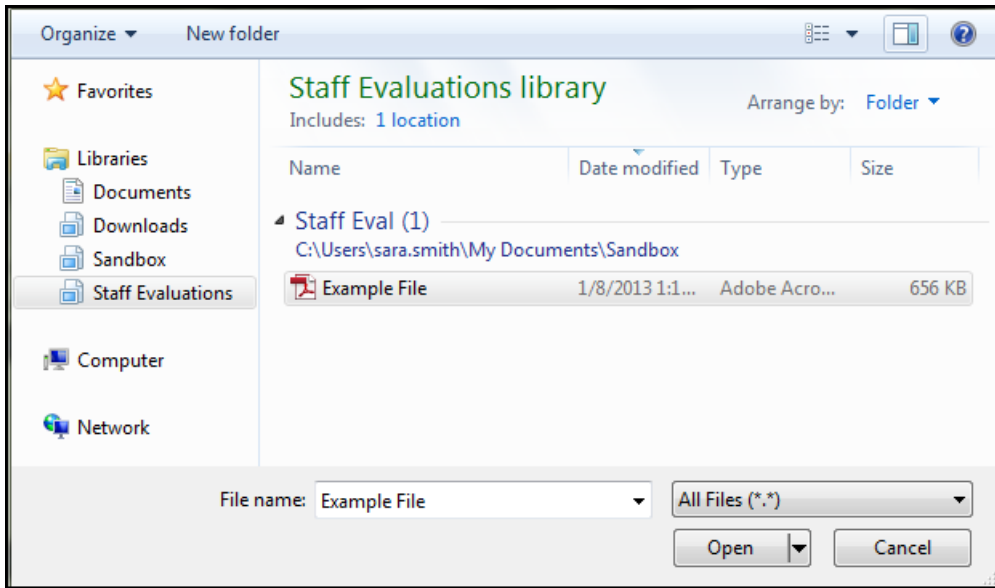 Organize New folder
Favorites
Libraries
Documents
Downloads
Sandbox
Staff Evaluations
Computer
Network
Staff Evaluations library
Includes: 1 location
Arrange by: Folder
Name Date modified Type Size
Staff Eval (1)
C:\Users\sara.smith\My Documents\Sandbox
Example File 1/8/2013 1:1... Adobe Acro... 656 KB
File name: Example File All Files (*.*)
Open Cancel